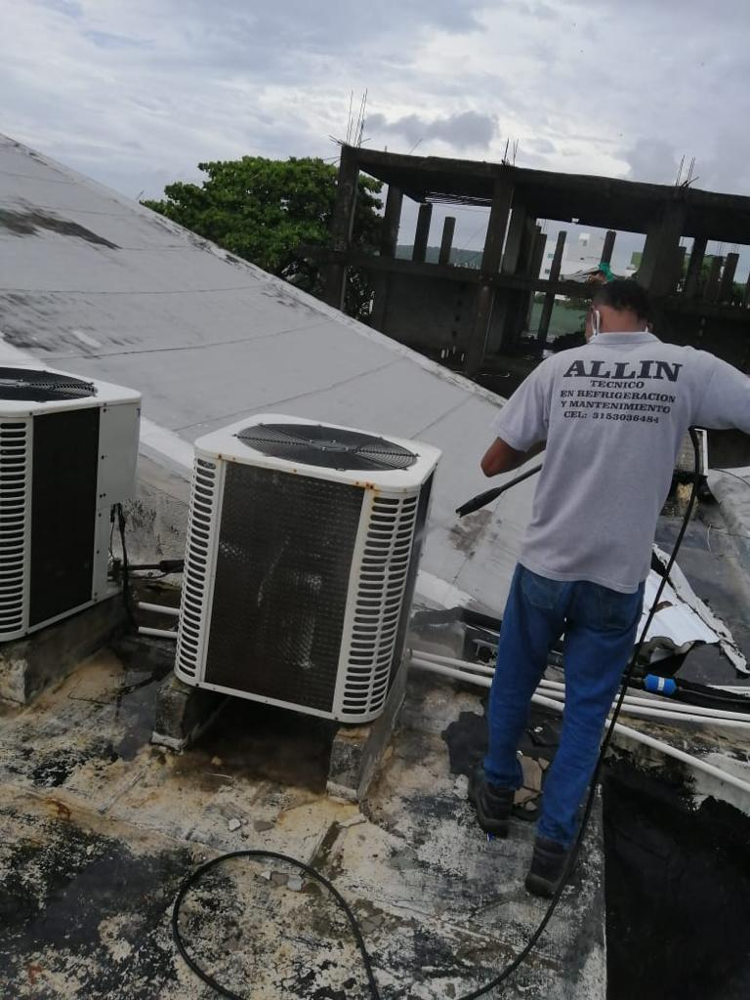 ALLIN
TECNICO
EN REFRIGERACION
Y MANTENIMIENTO
CEL: 3153036484